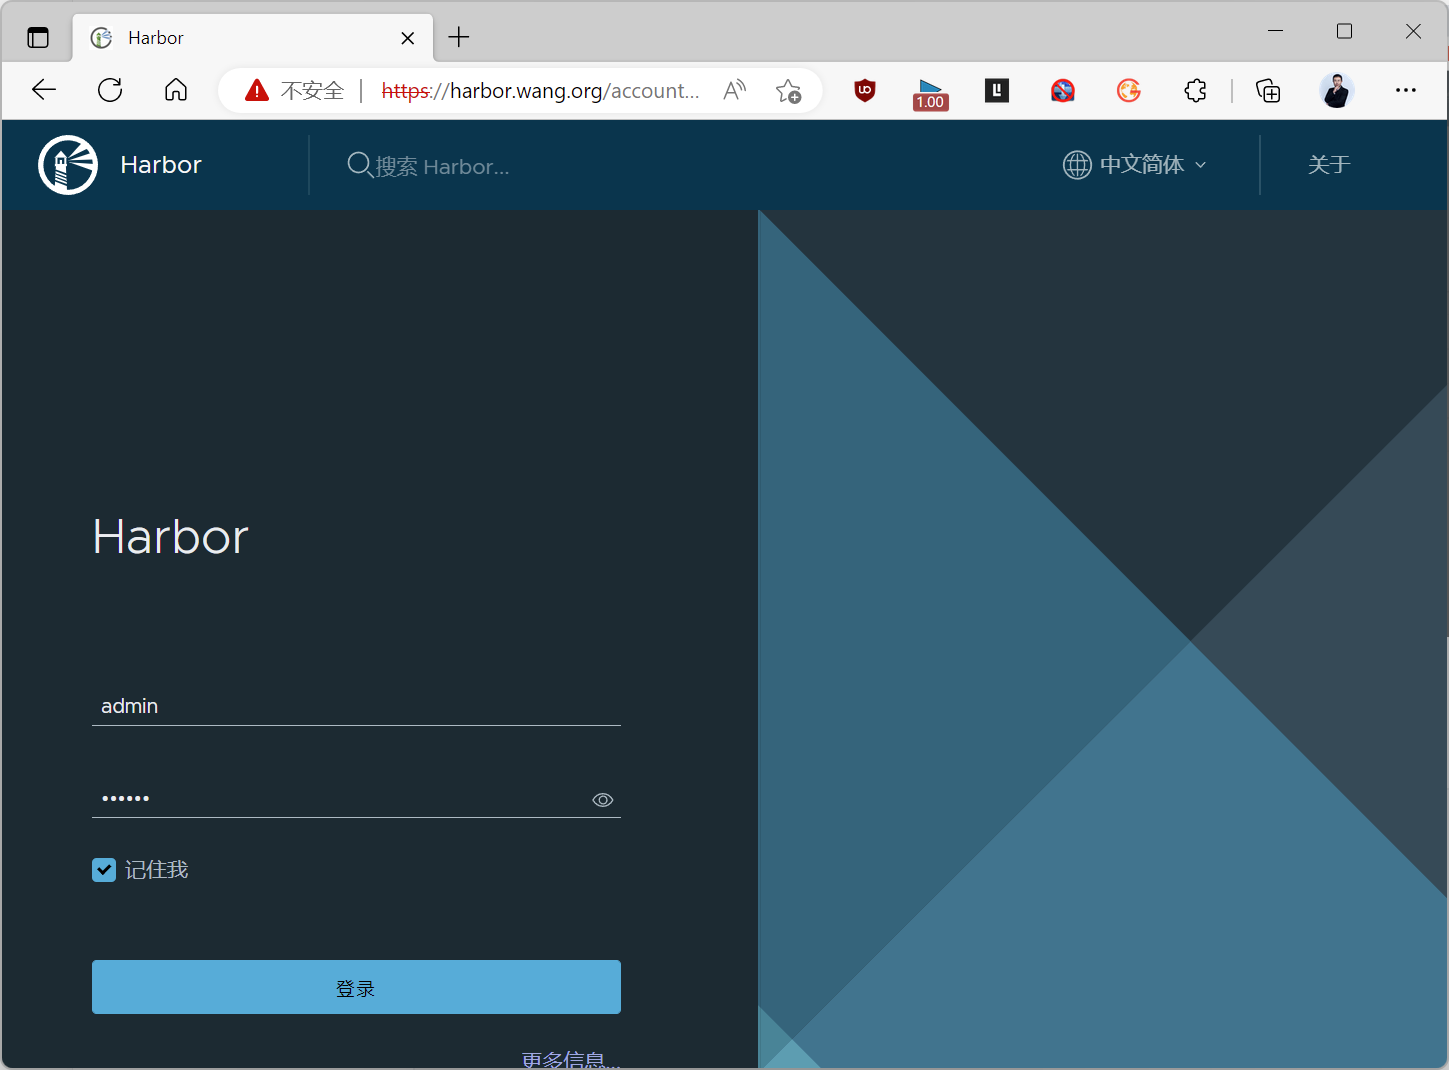 Harbor
不安全 | https://harbor.wang.org/account...
1.00
Harbor
搜索 Harbor...
中文简体
关于
Harbor
admin
••••••
记住我
登录
更多信息...